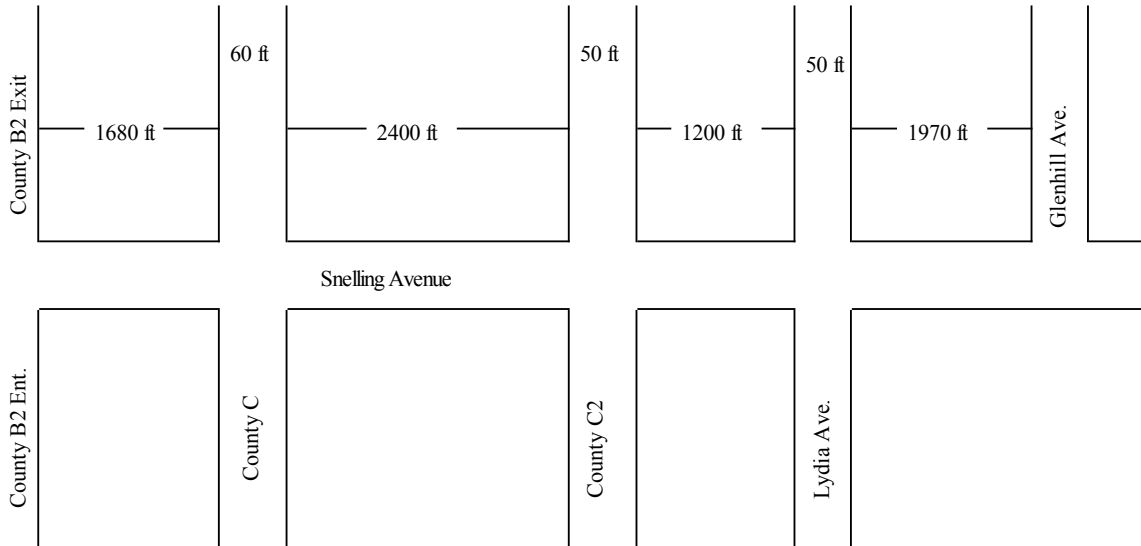 60 ft
50 ft
50 ft
County B2 Exit
1680 ft
2400 ft
1200 ft
1970 ft
Glenhill Ave.
Snelling Avenue
County B2 Ent.
County C
County C2
Lydia Ave.